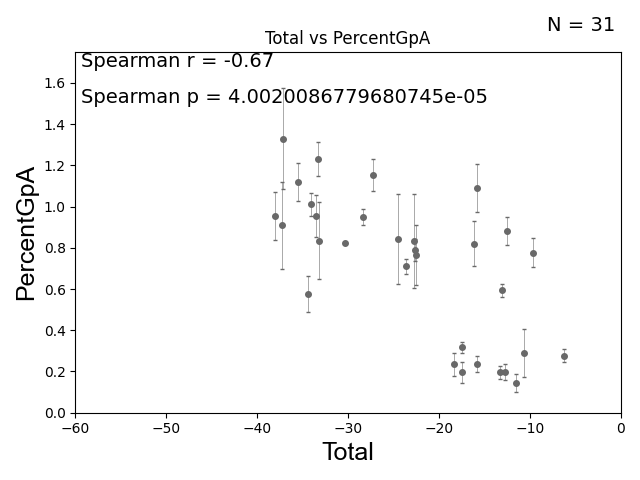 N = 31
Total vs PercentGpA
Spearman r = -0.67
Spearman p = 4.0020086779680745e-05
PercentGpA
1.6
1.4
1.2
1.0
0.8
0.6
0.4
0.2
0.0
−60 −50 −40 −30 −20 −10 0
Total